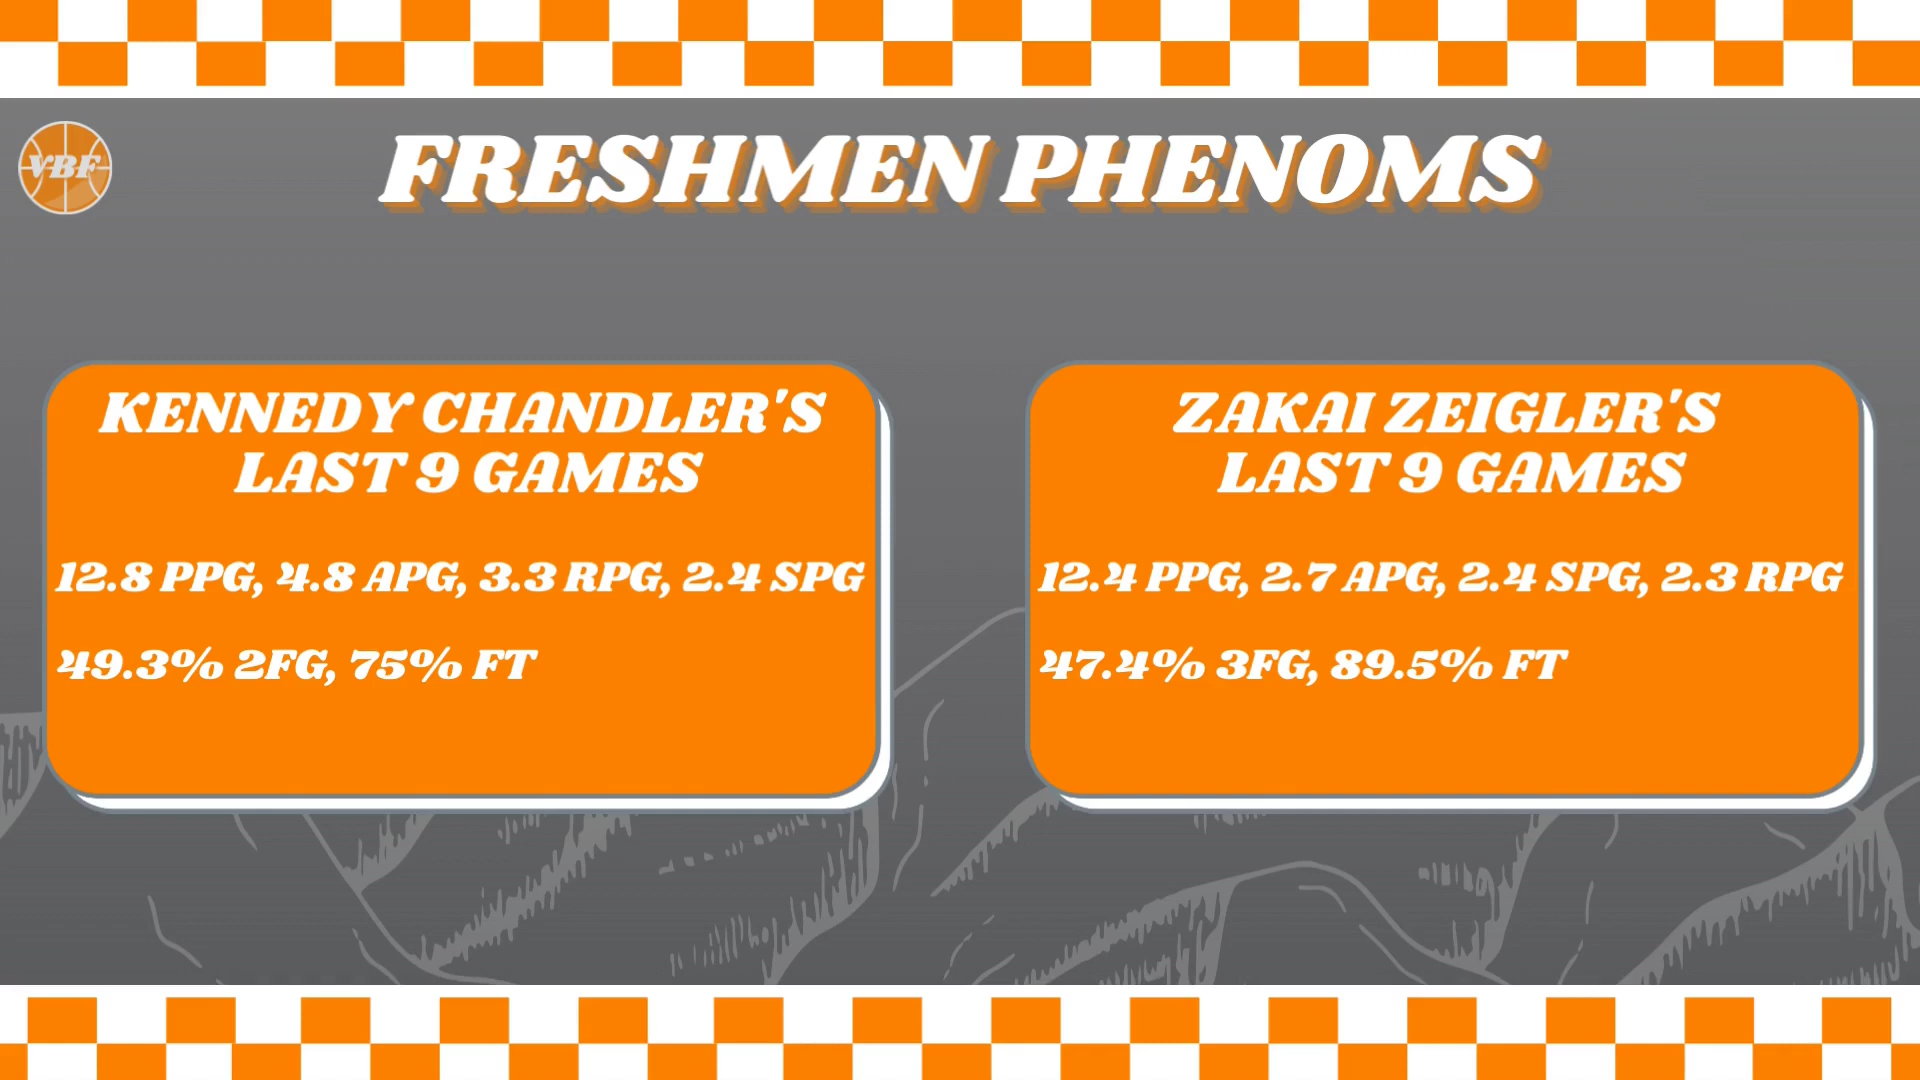 VBF
FRESHMEN PHENOMS
KENNEDY CHANDLER'S
LAST 9 GAMES
12.8 PPG, 4.8 APG, 3.3 RPG, 2.4 SPG
49.3% 2FG, 75% FT
ZAKAI ZEIGLER'S
LAST 9 GAMES
12.4 PPG, 2.7 APG, 2.4 SPG, 2.3 RPG
47.4% 3FG, 89.5% FT